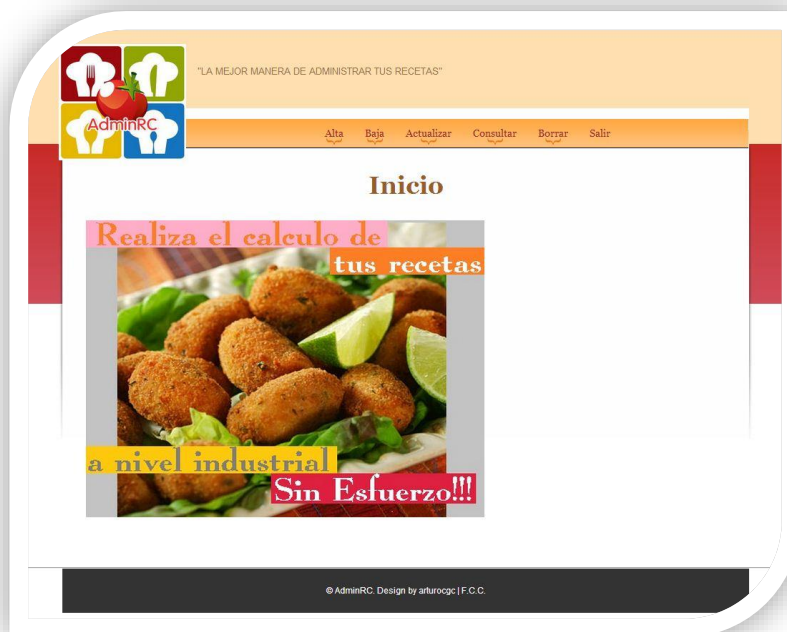 "LA MEJOR MANERA DE ADMINISTRAR TUS RECETAS"
AdminRC
Alta Baja Actualizar Consultar Borrar Salir
Inicio
Realiza el calculo de
tus recetas
a nivel industrial
Sin Esfuerzo!!!
© AdminRC. Design by arturocgc | F.C.C.